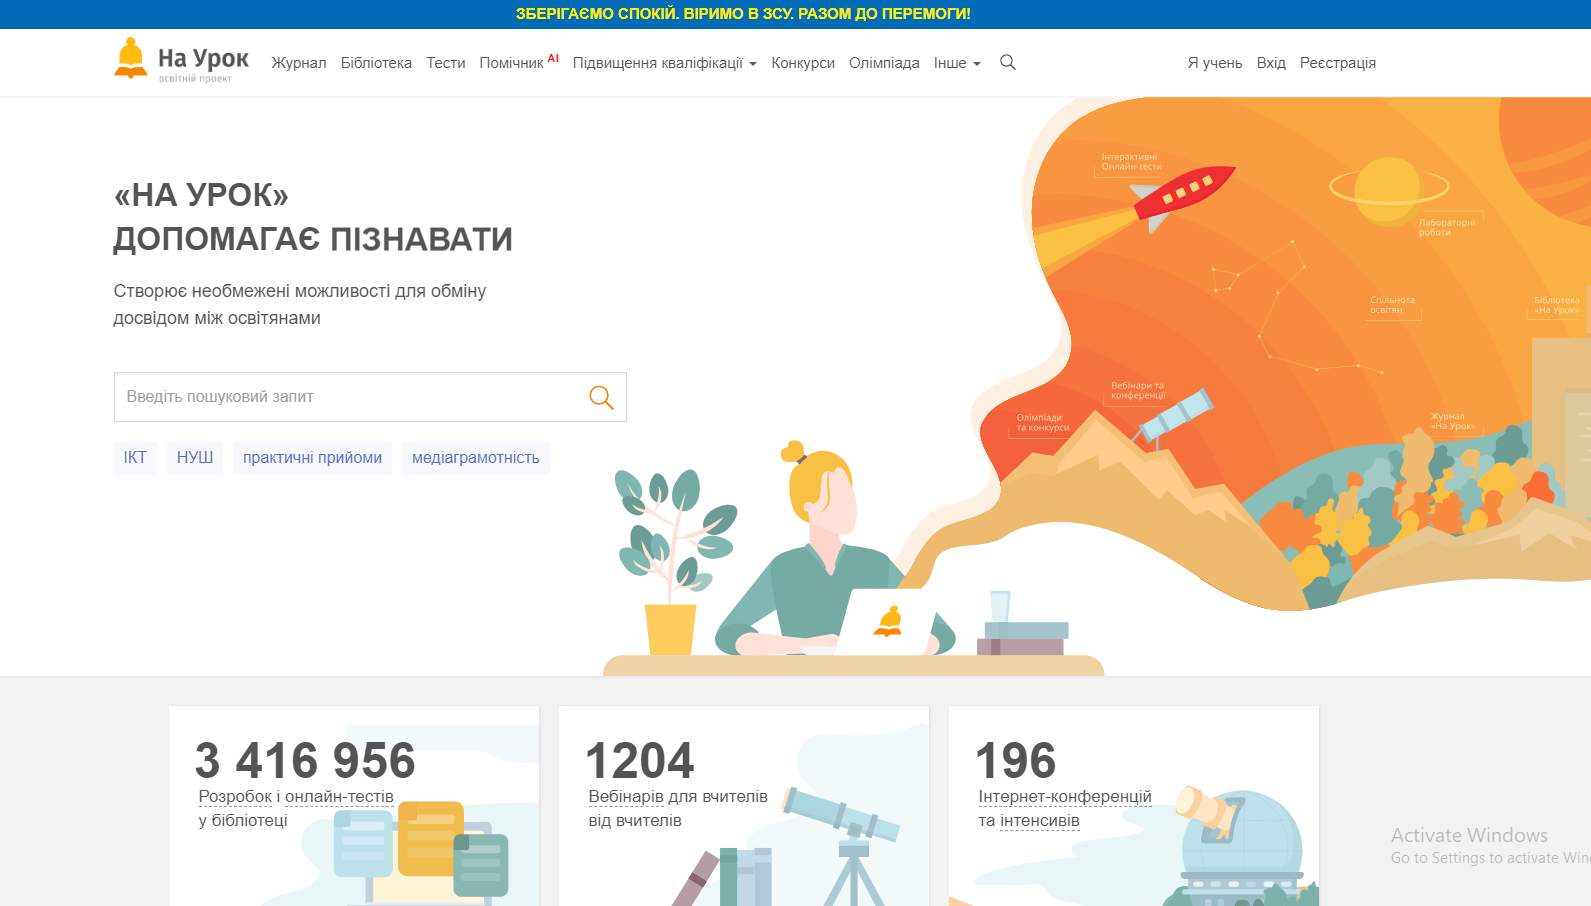 ЗБЕРІГАЄМО СПОКІЙ. ВІРИМО В ЗСУ. РАЗОМ ДО ПЕРЕМОГИ!
На Урок
освітній проект
Журнал Бібліотека Тести Помічник AI Підвищення кваліфікації Конкурси Олімпіада Інше Я учень Вхід Реєстрація
«НА УРОК»
ДОПОМАГАЄ ПІЗНАВАТИ
Створює необмежені можливості для обміну
досвідом між освітянами
Введіть пошуковий запит
ІКТ НУШ практичні прийоми медіаграмотність
Інтерактивні
Онлайн-тести
Лабораторні
роботи
Спільнота
освітян
Бібліотека
«На Урок»
Вебінари та
конференції
Олімпіади
та конкурси
Журнал
«На Урок»
3 416 956
Розробок і онлайн-тестів
у бібліотеці
1204
Вебінарів для вчителів
від вчителів
196
Інтернет-конференцій
та інтенсивів
Activate Windows
Go to Settings to activate Win